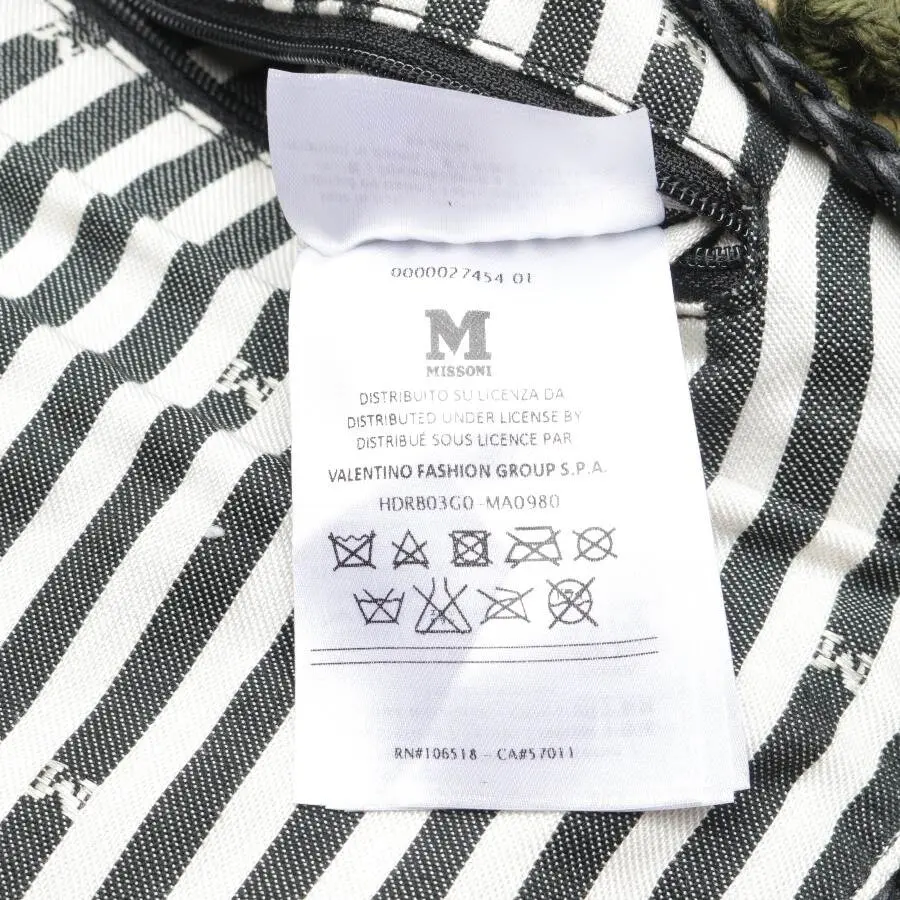 0000027454 01
M
MISSONI
DISTRIBUITO SU LICENZA DA
DISTRIBUTED UNDER LICENSE BY
DISTRIBUÉ SOUS LICENCE PAR
VALENTINO FASHION GROUP S.P.A.
HDRB03G0-MA0980
RN#106518 - CA#57011